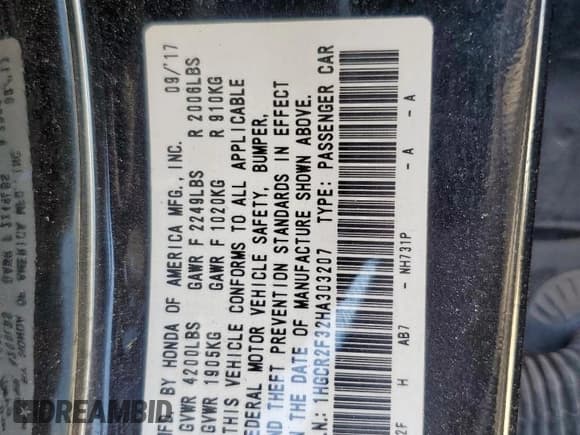 MFD. BY HONDA OF AMERICA MFG., INC. 09/'17
GVWR 4200LBS GAWR F 2249LBS R 2006LBS
GVWR 1905KG GAWR F 1020KG R 910KG
THIS VEHICLE CONFORMS TO ALL APPLICABLE
FEDERAL MOTOR VEHICLE SAFETY, BUMPER,
AND THEFT PREVENTION STANDARDS IN EFFECT
ON THE DATE OF MANUFACTURE SHOWN ABOVE.
V.I.N.: 1HGCR2F32HA303207 TYPE: PASSENGER CAR
2F H AB7 - NH731P - A - A
DREAMBID